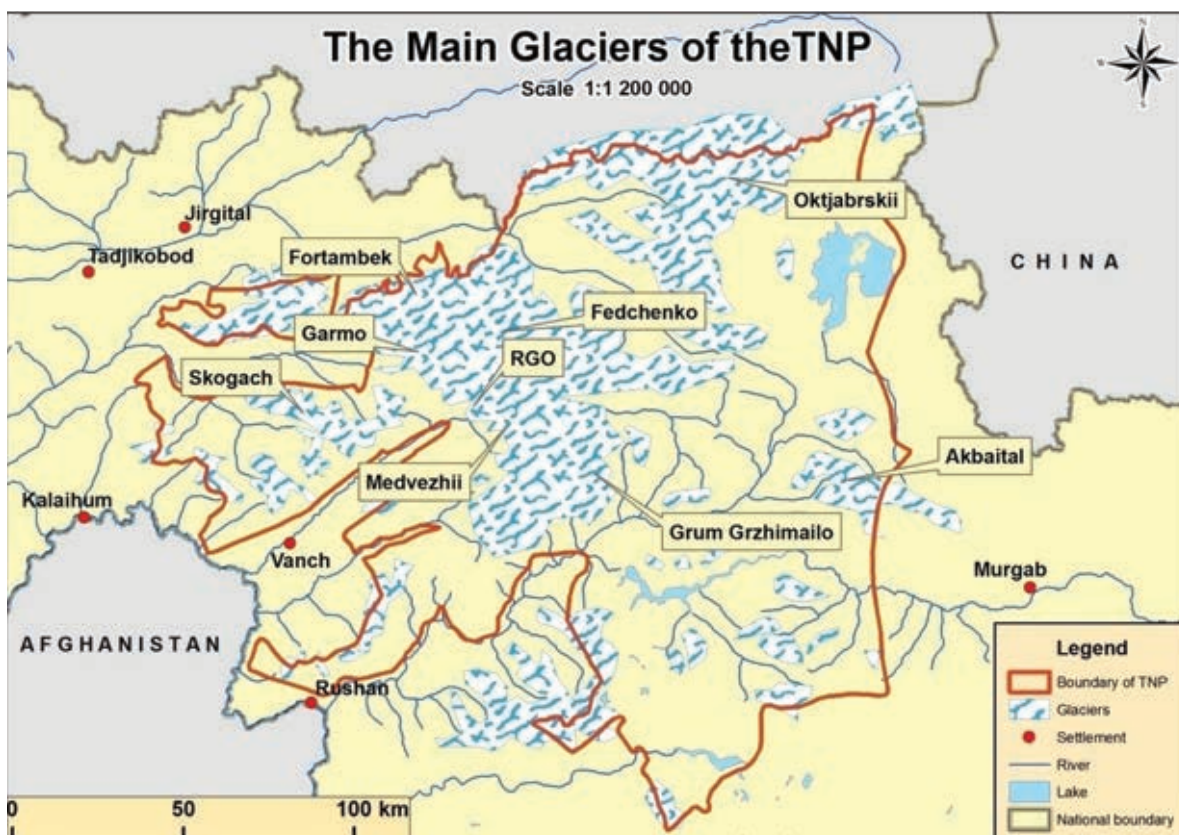 The Main Glaciers of theTNP
Scale 1:1 200 000
N
S
Oktjabrskii
Jirgital
Tadjikobod
Fortambek
CHINA
Fedchenko
Garmo
RGO
Skogach
Akbaital
Medvezhii
Kalaihum
Grum Grzhimailo
Vanch
Murgab
AFGHANISTAN
Rushan
Legend
Boundary of TNP
Glaciers
Settlement
River
Lake
National boundary
0 50 100 km